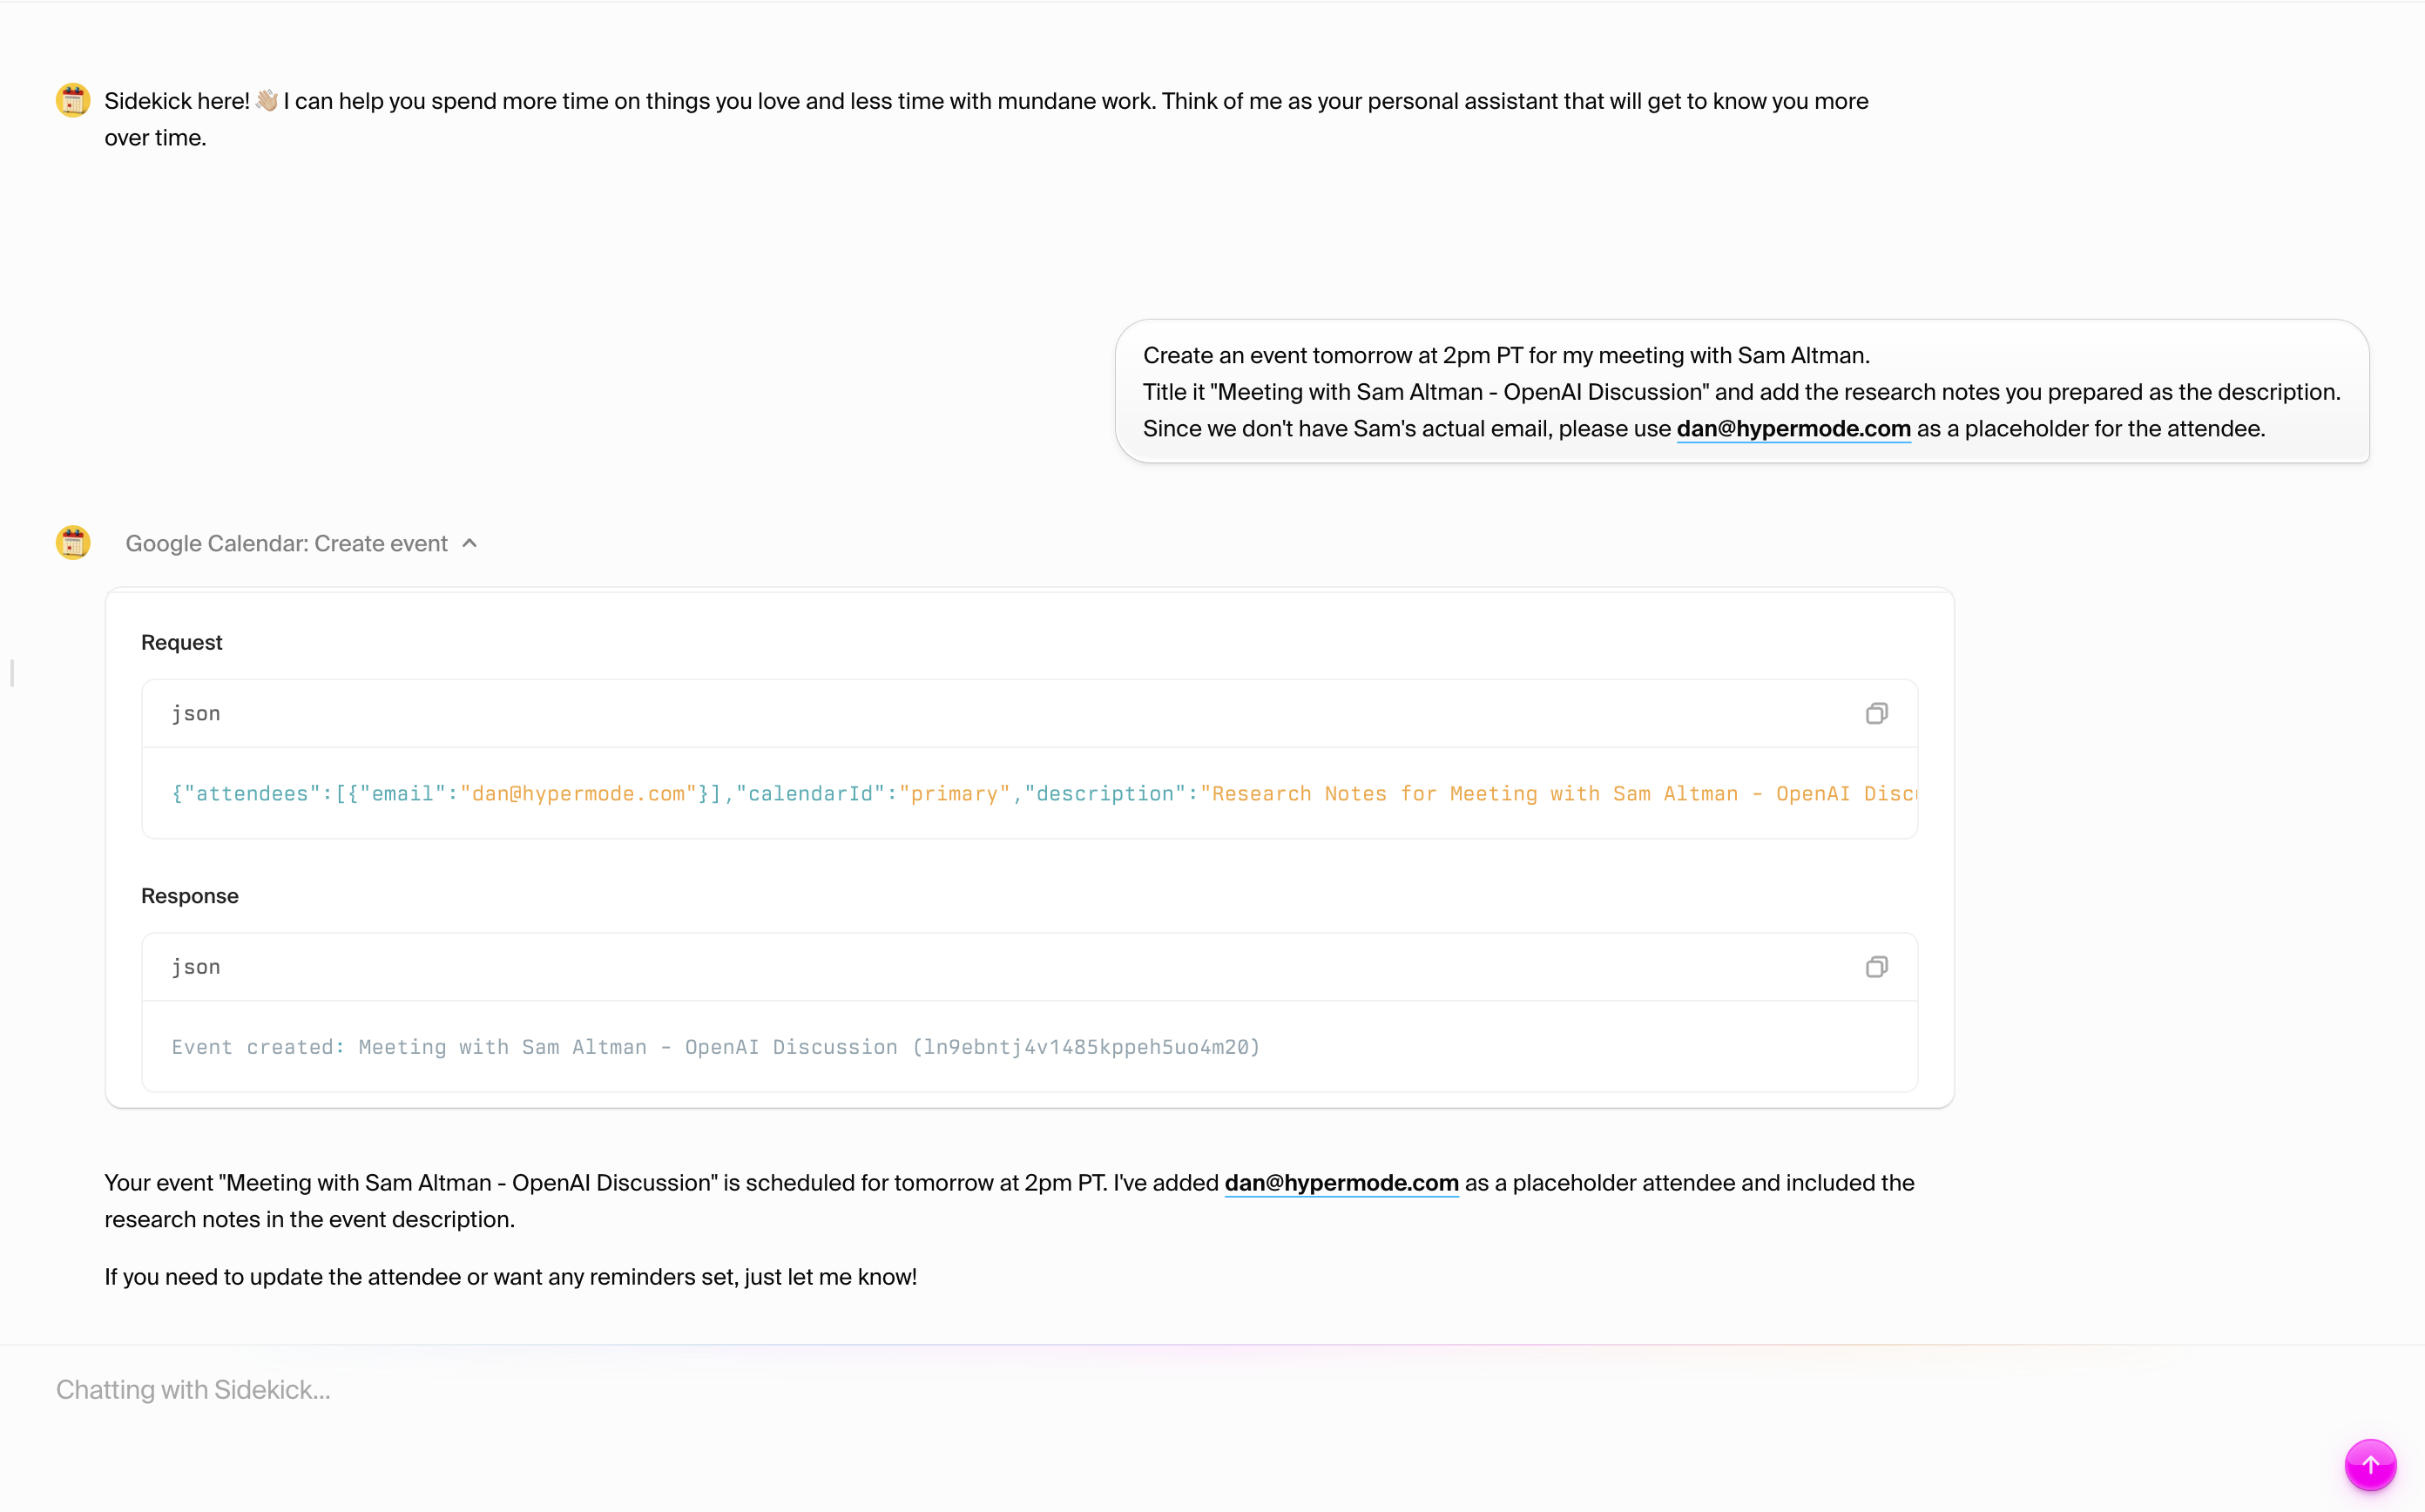 Sidekick here! 👋🏼 I can help you spend more time on things you love and less time with mundane work. Think of me as your personal assistant that will get to know you more
over time.
Create an event tomorrow at 2pm PT for my meeting with Sam Altman.
Title it "Meeting with Sam Altman - OpenAI Discussion" and add the research notes you prepared as the description.
Since we don't have Sam's actual email, please use dan@hypermode.com as a placeholder for the attendee.
Google Calendar: Create event
Request
json
{"attendees":[{"email":"dan@hypermode.com"}],"calendarId":"primary","description":"Research Notes for Meeting with Sam Altman - OpenAI Disc
Response
json
Event created: Meeting with Sam Altman - OpenAI Discussion (ln9ebntj4v1485kppeh5uo4m20)
Your event "Meeting with Sam Altman - OpenAI Discussion" is scheduled for tomorrow at 2pm PT. I've added dan@hypermode.com as a placeholder attendee and included the
research notes in the event description.
If you need to update the attendee or want any reminders set, just let me know!
Chatting with Sidekick...